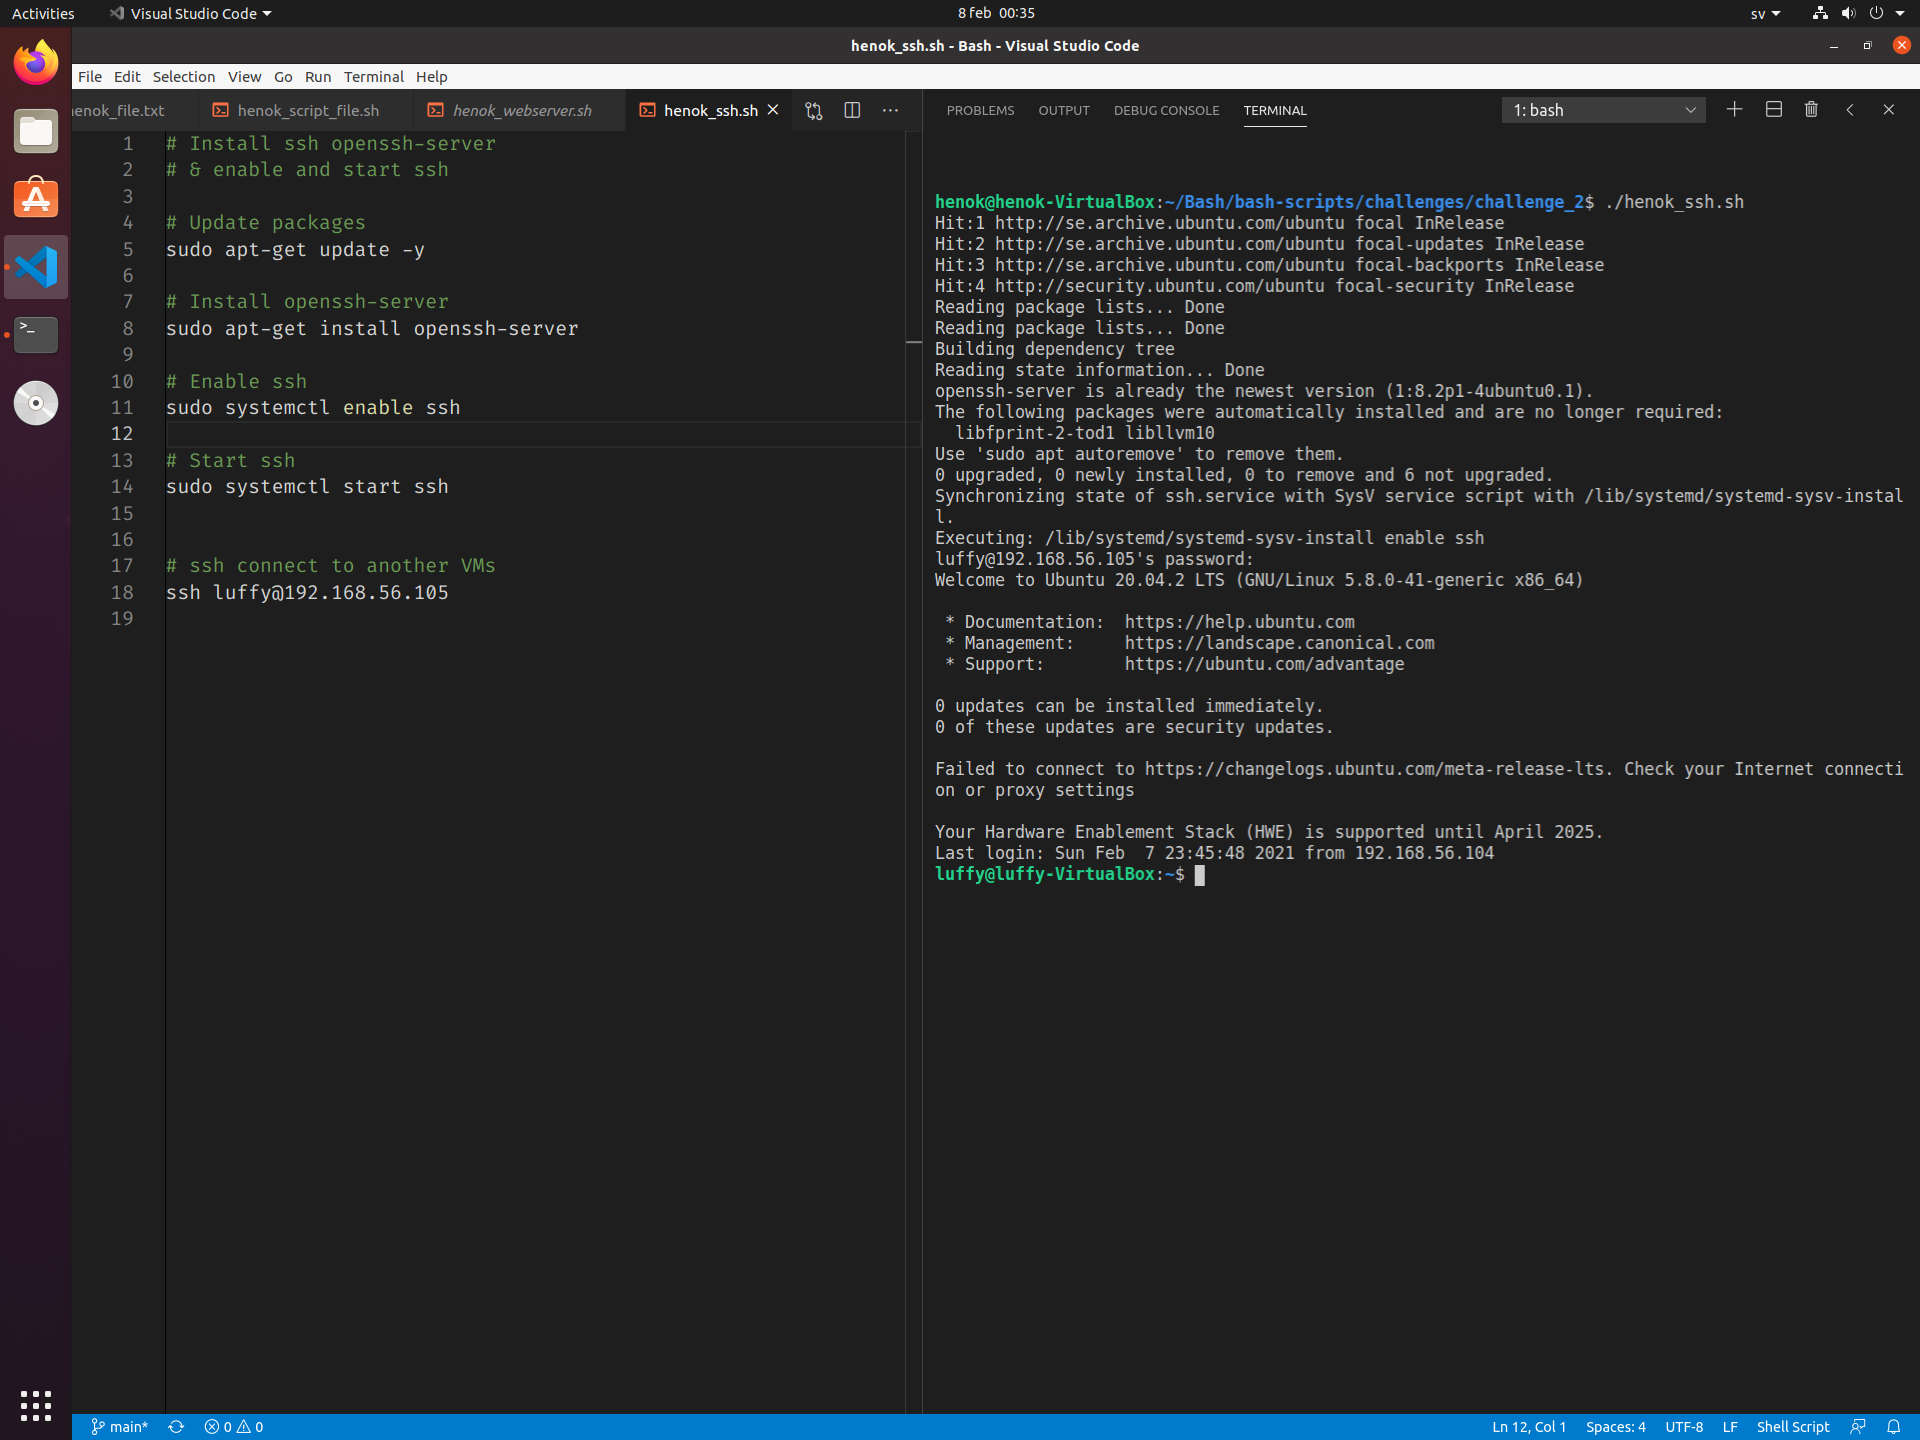 Activities
Visual Studio Code
8 feb 00:35
sv
henok_ssh.sh - Bash - Visual Studio Code
File Edit Selection View Go Run Terminal Help
henok_file.txt henok_script_file.sh henok_webserver.sh henok_ssh.sh
PROBLEMS OUTPUT DEBUG CONSOLE TERMINAL
1: bash
1 # Install ssh openssh-server
2 # & enable and start ssh
3
4 # Update packages
5 sudo apt-get update -y
6
7 # Install openssh-server
8 sudo apt-get install openssh-server
9
10 # Enable ssh
11 sudo systemctl enable ssh
12
13 # Start ssh
14 sudo systemctl start ssh
15
16
17 # ssh connect to another VMs
18 ssh luffy@192.168.56.105
19
henok@henok-VirtualBox:~/Bash/bash-scripts/challenges/challenge_2$ ./henok_ssh.sh
Hit:1 http://se.archive.ubuntu.com/ubuntu focal InRelease
Hit:2 http://se.archive.ubuntu.com/ubuntu focal-updates InRelease
Hit:3 http://se.archive.ubuntu.com/ubuntu focal-backports InRelease
Hit:4 http://security.ubuntu.com/ubuntu focal-security InRelease
Reading package lists... Done
Reading package lists... Done
Building dependency tree
Reading state information... Done
openssh-server is already the newest version (1:8.2p1-4ubuntu0.1).
The following packages were automatically installed and are no longer required:
  libfprint-2-tod1 libllvm10
Use 'sudo apt autoremove' to remove them.
0 upgraded, 0 newly installed, 0 to remove and 6 not upgraded.
Synchronizing state of ssh.service with SysV service script with /lib/systemd/systemd-sysv-instal
l.
Executing: /lib/systemd/systemd-sysv-install enable ssh
luffy@192.168.56.105's password:
Welcome to Ubuntu 20.04.2 LTS (GNU/Linux 5.8.0-41-generic x86_64)
 * Documentation:  https://help.ubuntu.com
 * Management:     https://landscape.canonical.com
 * Support:        https://ubuntu.com/advantage
0 updates can be installed immediately.
0 of these updates are security updates.
Failed to connect to https://changelogs.ubuntu.com/meta-release-lts. Check your Internet connecti
on or proxy settings
Your Hardware Enablement Stack (HWE) is supported until April 2025.
Last login: Sun Feb  7 23:45:48 2021 from 192.168.56.104
luffy@luffy-VirtualBox:~$
main* 0 0
Ln 12, Col 1 Spaces: 4 UTF-8 LF Shell Script